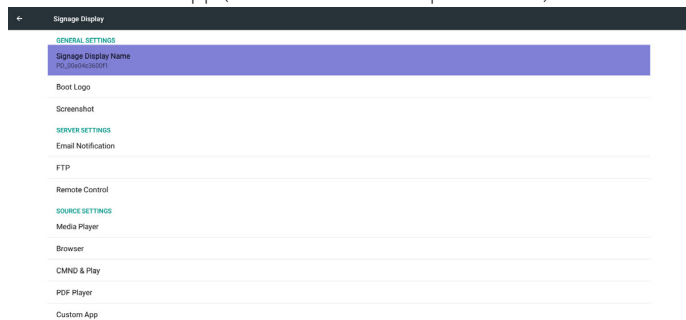 Signage Display
GENERAL SETTINGS
Signage Display Name
PD_00e04c3600f1
Boot Logo
Screenshot
SERVER SETTINGS
Email Notification
FTP
Remote Control
SOURCE SETTINGS
Media Player
Browser
CMND & Play
PDF Player
Custom App